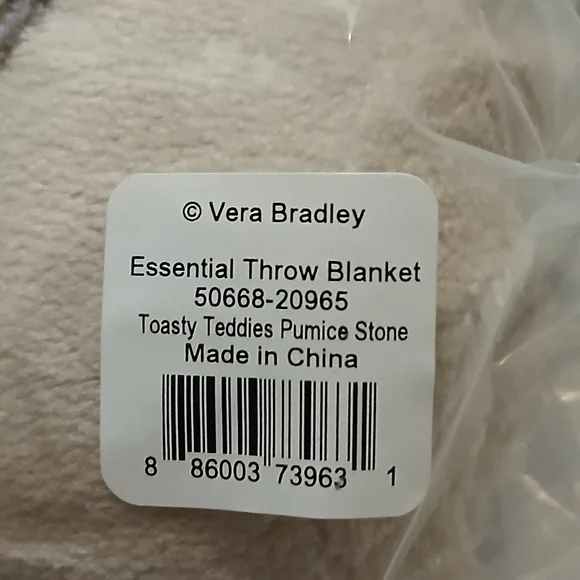 © Vera Bradley
Essential Throw Blanket
50668-20965
Toasty Teddies Pumice Stone
Made in China
8 86003 73963 1